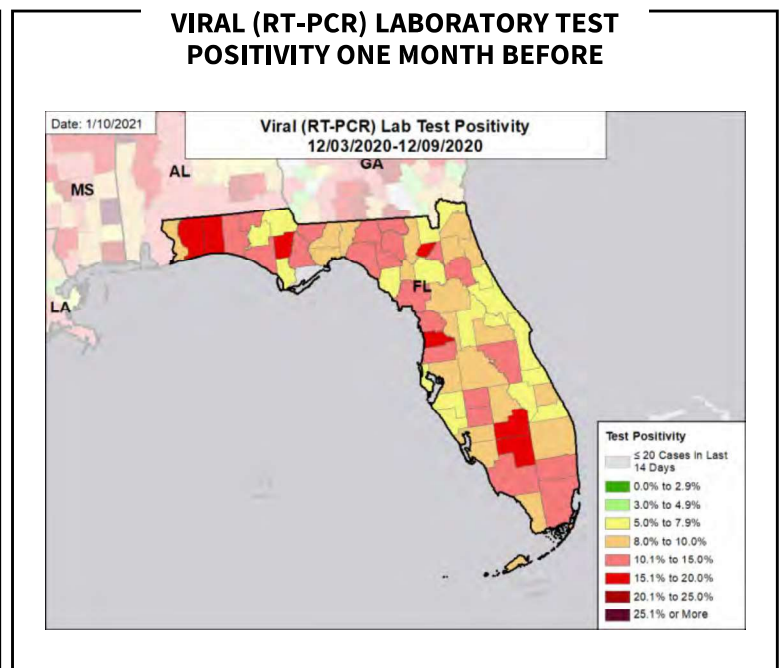 VIRAL (RT-PCR) LABORATORY TEST
POSITIVITY ONE MONTH BEFORE
Date: 1/10/2021
Viral (RT-PCR) Lab Test Positivity
12/03/2020-12/09/2020
MS
AL
GA
LA
FL
Test Positivity
≤ 20 Cases in Last
14 Days
0.0% to 2.9%
3.0% to 4.9%
5.0% to 7.9%
8.0% to 10.0%
10.1% to 15.0%
15.1% to 20.0%
20.1% to 25.0%
25.1% or More